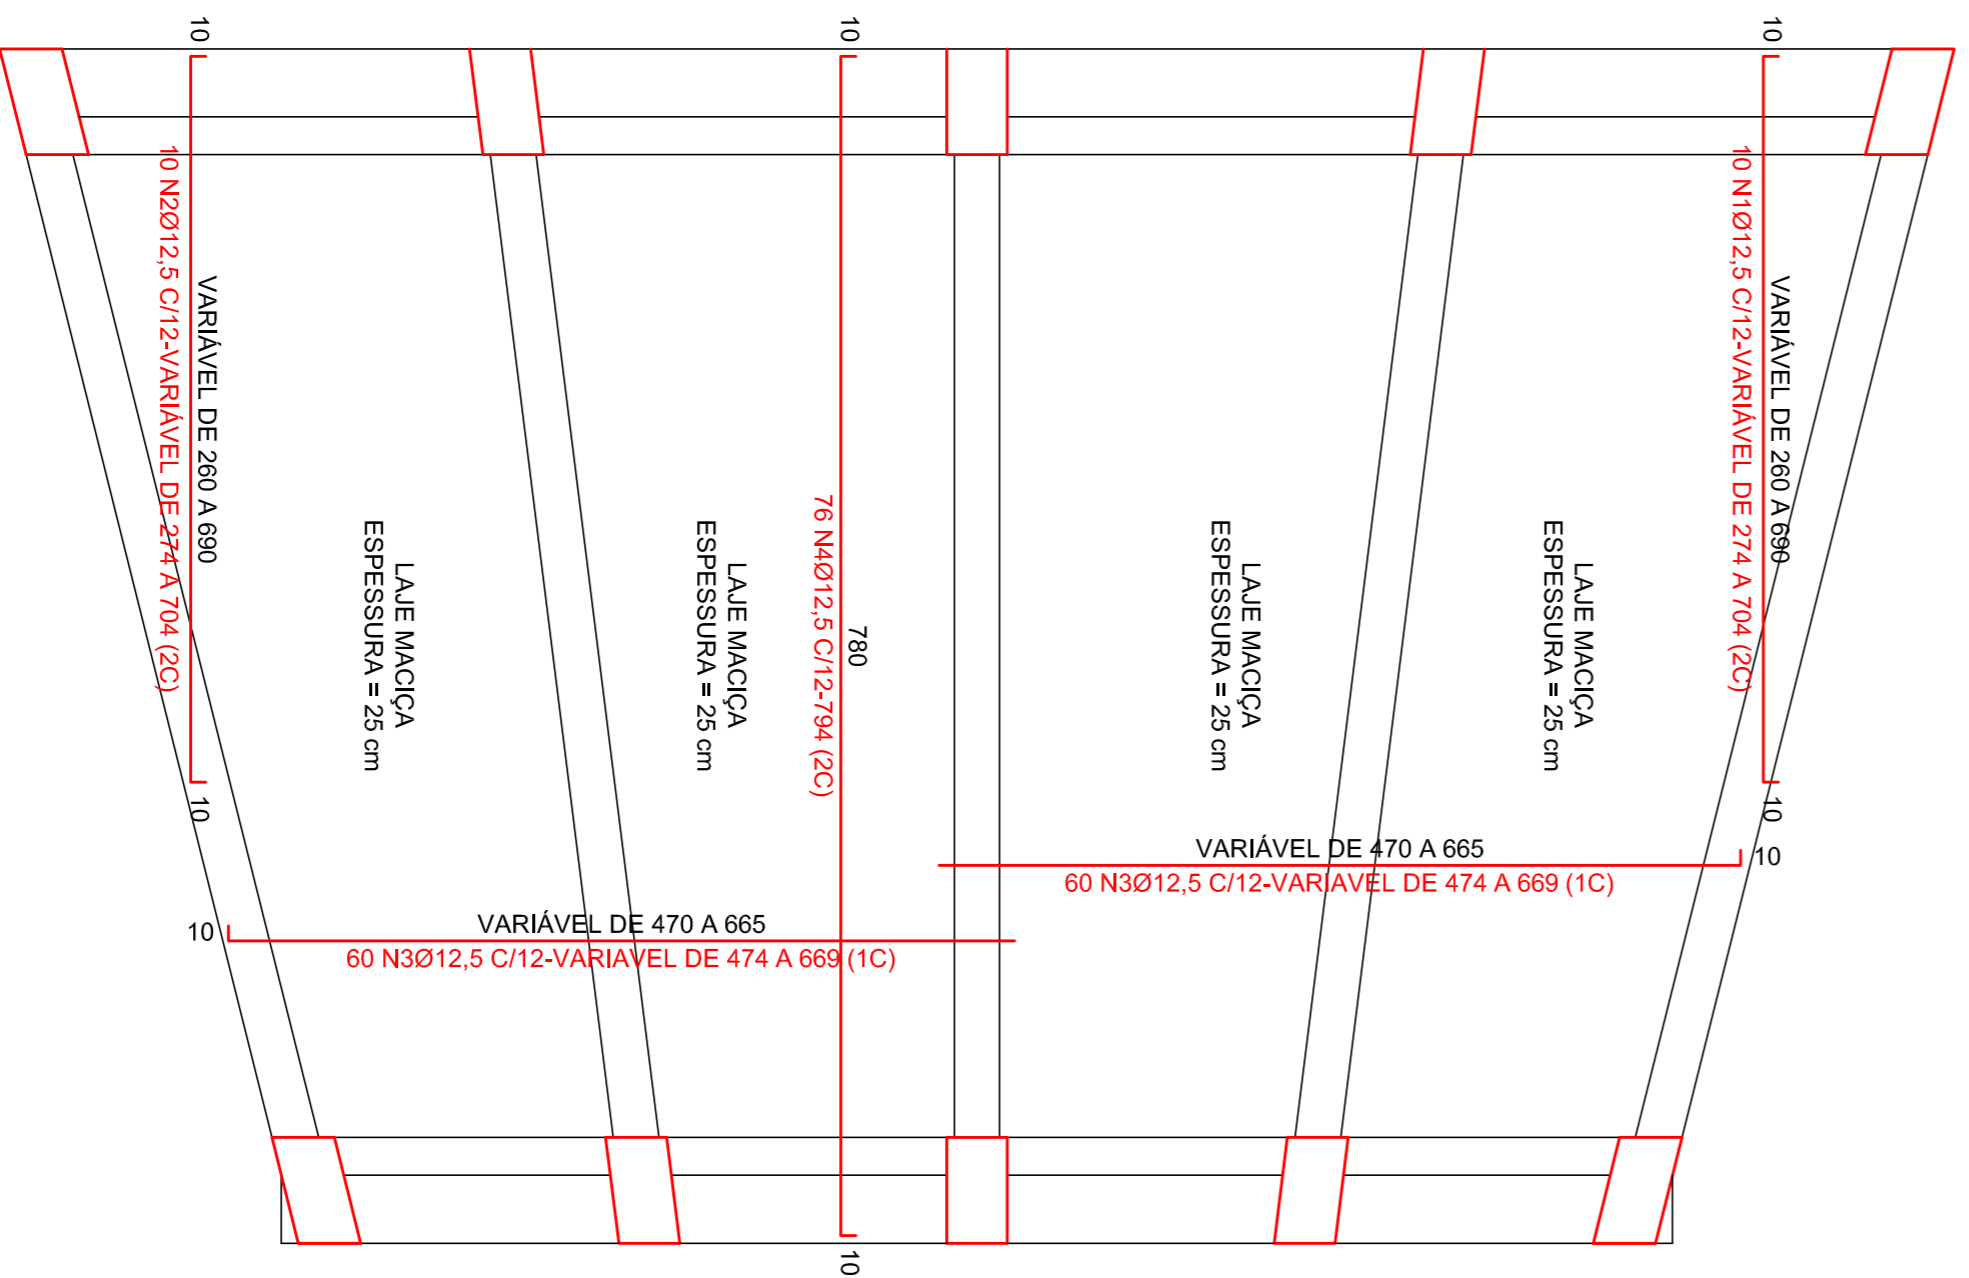 10
10
10
VARIÁVEL DE 260 A 690
10 N2Ø12,5 C/12-VARIÁVEL DE 274 A 704 (2C)
10
LAJE MACIÇA
ESPESSURA = 25 cm
LAJE MACIÇA
ESPESSURA = 25 cm
780
76 N4Ø12,5 C/12-794 (2C)
10
LAJE MACIÇA
ESPESSURA = 25 cm
LAJE MACIÇA
ESPESSURA = 25 cm
VARIÁVEL DE 260 A 690
10 N1Ø12,5 C/12-VARIÁVEL DE 274 A 704 (2C)
10
VARIÁVEL DE 470 A 665
10
60 N3Ø12,5 C/12-VARIAVEL DE 474 A 669 (1C)
VARIÁVEL DE 470 A 665
10
60 N3Ø12,5 C/12-VARIAVEL DE 474 A 669 (1C)